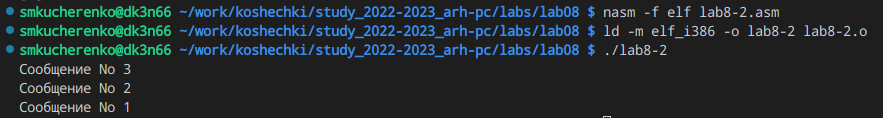 smkucherenko@dk3n66 ~/work/koshechki/study_2022-2023_arh-pc/labs/lab08 $ nasm -f elf lab8-2.asm
smkucherenko@dk3n66 ~/work/koshechki/study_2022-2023_arh-pc/labs/lab08 $ ld -m elf_i386 -o lab8-2 lab8-2.o
smkucherenko@dk3n66 ~/work/koshechki/study_2022-2023_arh-pc/labs/lab08 $ ./lab8-2
Сообщение No 3
Сообщение No 2
Сообщение No 1